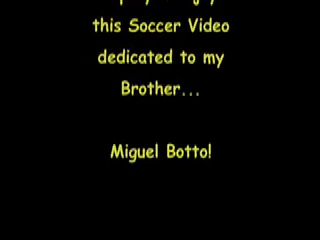 this Soccer Video
dedicated to my
Brother...
Miguel Botto!